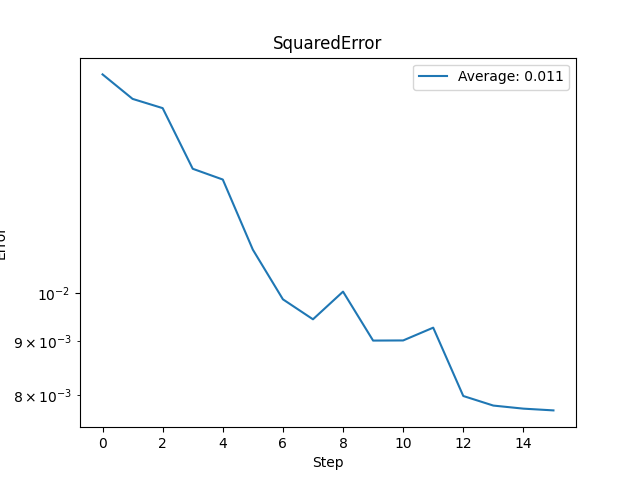 SquaredError
Average: 0.011
Error
10⁻²
9 × 10⁻³
8 × 10⁻³
0 2 4 6 8 10 12 14
Step